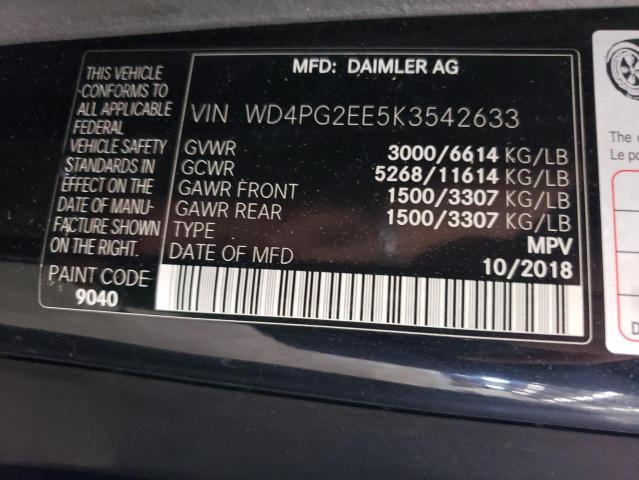 MFD: DAIMLER AG
THIS VEHICLE
CONFORMS TO
ALL APPLICABLE
FEDERAL
VEHICLE SAFETY
STANDARDS IN
EFFECT ON THE
DATE OF MANU-
FACTURE SHOWN
ON THE RIGHT.
PAINT CODE
9040
VIN WD4PG2EE5K3542633
GVWR 3000/6614 KG/LB
GCWR 5268/11614 KG/LB
GAWR FRONT 1500/3307 KG/LB
GAWR REAR 1500/3307 KG/LB
TYPE MPV
DATE OF MFD 10/2018
The
Le po
D